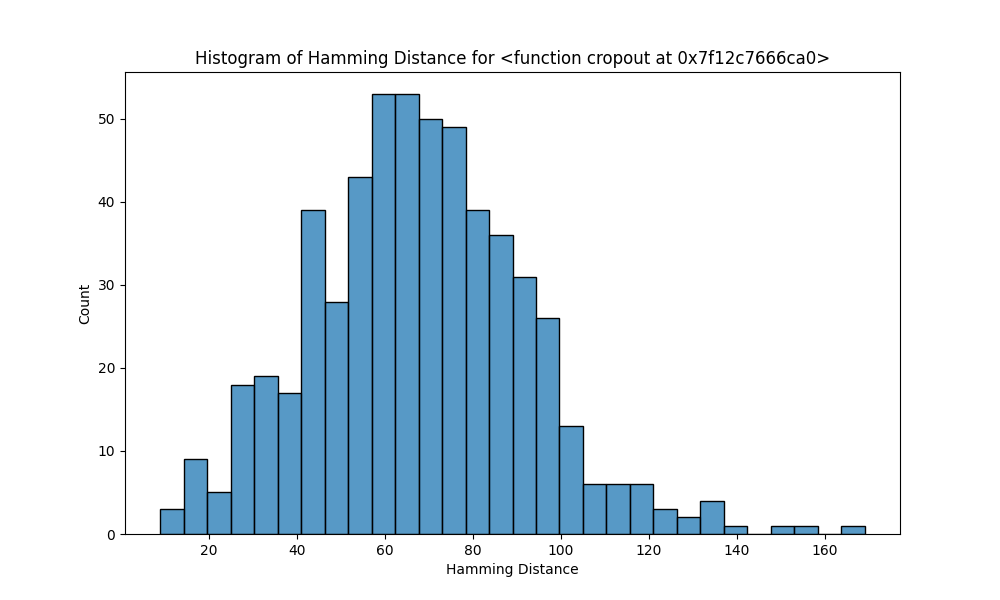 Histogram of Hamming Distance for <function cropout at 0x7f12c7666ca0>
50
40
30
20
10
0
Count
20 40 60 80 100 120 140 160
Hamming Distance